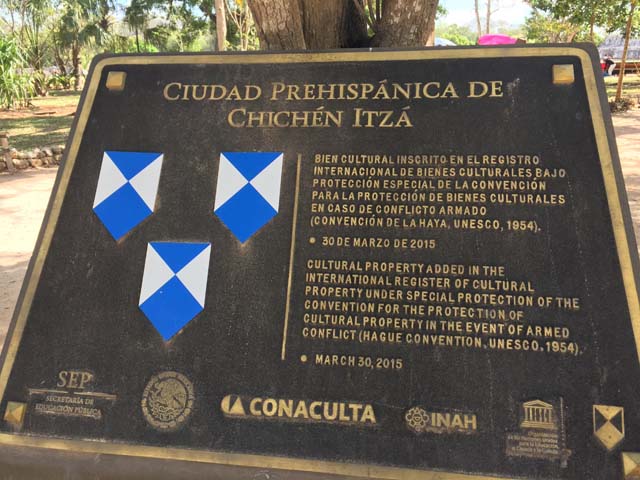 CIUDAD PREHISPÁNICA DE
CHICHÉN ITZÁ
BIEN CULTURAL INSCRITO EN EL REGISTRO
INTERNACIONAL DE BIENES CULTURALES BAJO
PROTECCIÓN ESPECIAL DE LA CONVENCIÓN
PARA LA PROTECCIÓN DE BIENES CULTURALES
EN CASO DE CONFLICTO ARMADO
(CONVENCIÓN DE LA HAYA, UNESCO, 1954).
• 30 DE MARZO DE 2015
CULTURAL PROPERTY ADDED IN THE
INTERNATIONAL REGISTER OF CULTURAL
PROPERTY UNDER SPECIAL PROTECTION OF THE
CONVENTION FOR THE PROTECTION OF
CULTURAL PROPERTY IN THE EVENT OF ARMED
CONFLICT (HAGUE CONVENTION, UNESCO, 1954).
• MARCH 30, 2015
SEP
SECRETARÍA DE
EDUCACIÓN PÚBLICA
CONACULTA
INAH